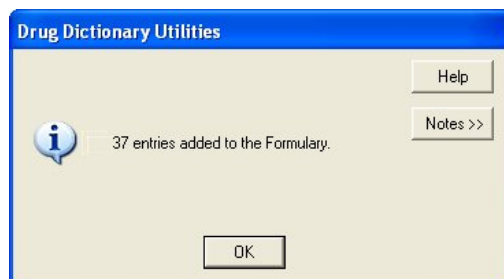 Drug Dictionary Utilities
Help
Notes >>
37 entries added to the Formulary.
OK